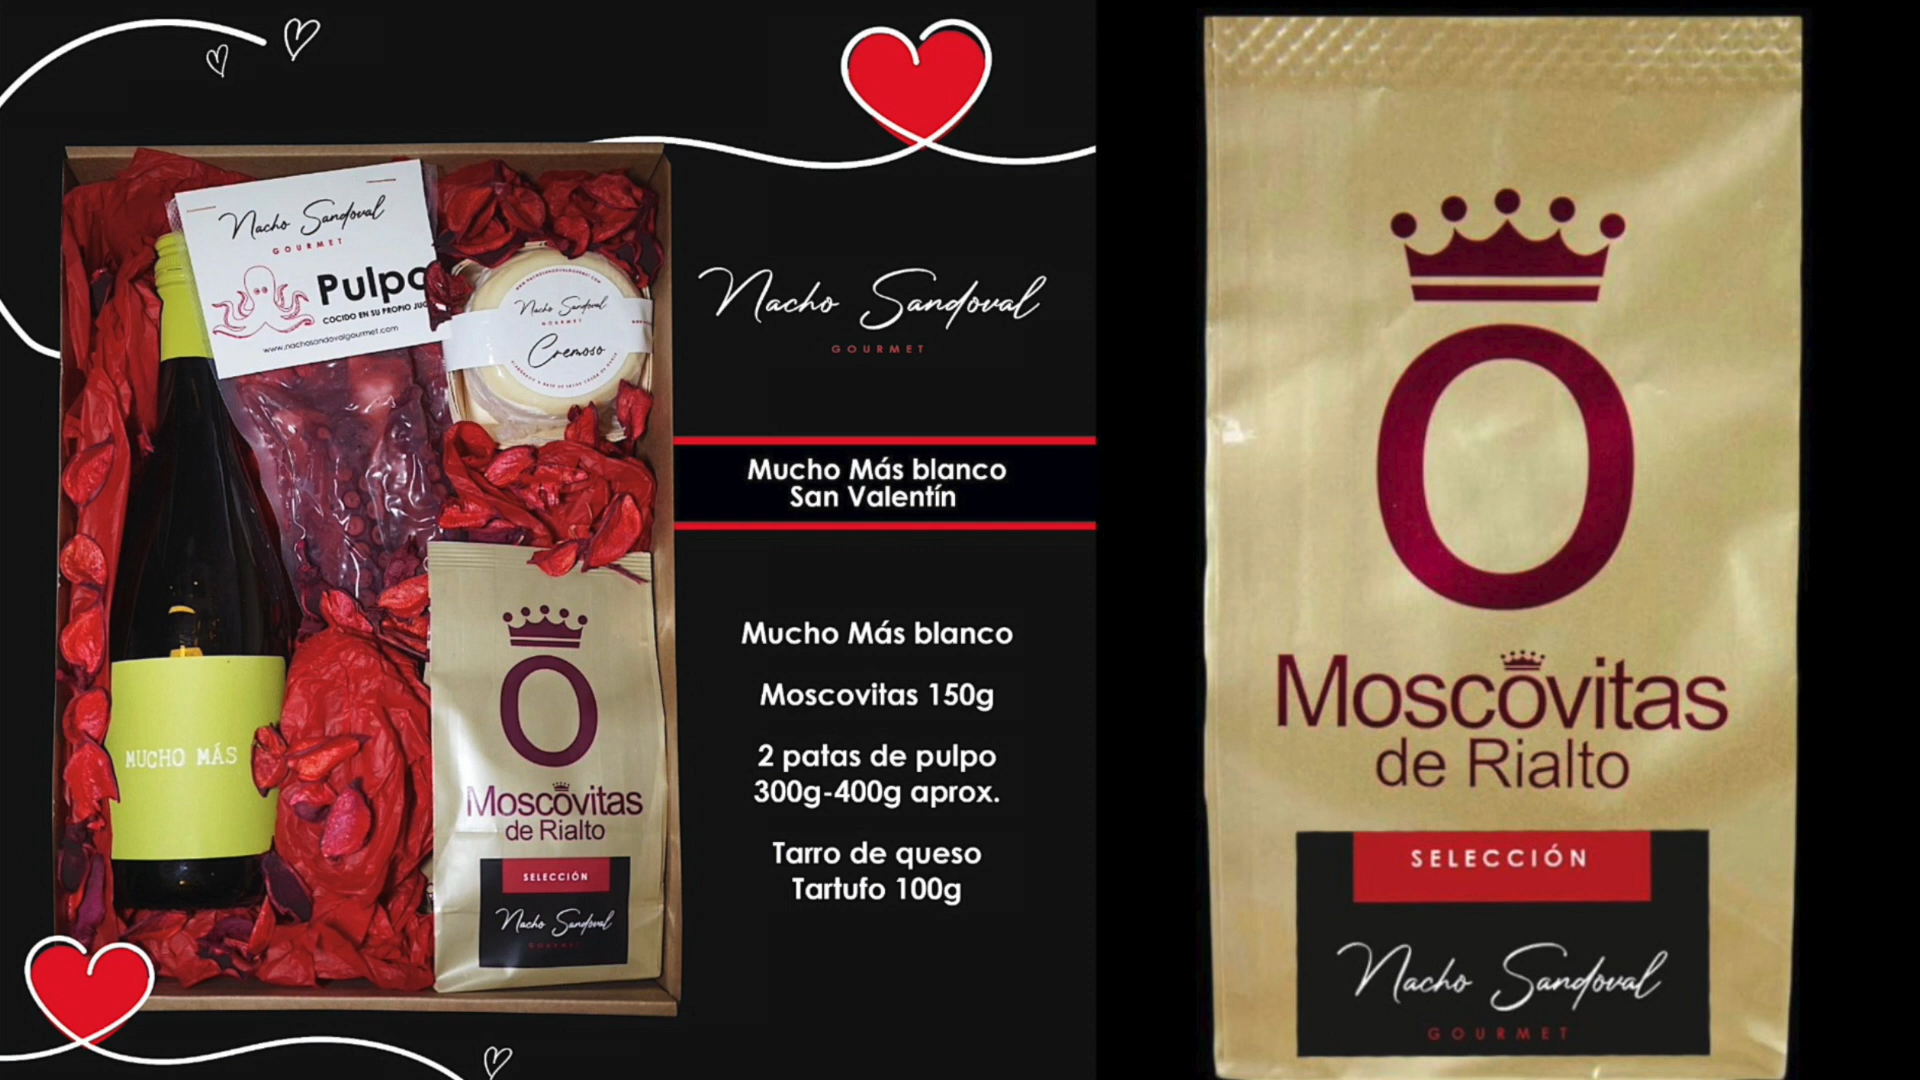 Nacho Sandoval
GOURMET
Pulpo
COCIDO EN SU PROPIO
www.nachosandovalgourmet.com
Nacho Sandoval
GOURMET
Cremoso
MUCHO MÁS
Moscovitas
de Rialto
SELECCIÓN
Nacho Sandoval
GOURMET
Nacho Sandoval
GOURMET
Mucho Más blanco
San Valentín
Mucho Más blanco
Moscovitas 150g
2 patas de pulpo
300g-400g aprox.
Tarro de queso
Tartufo 100g
O
Moscovitas
de Rialto
SELECCIÓN
Nacho Sandoval
GOURMET